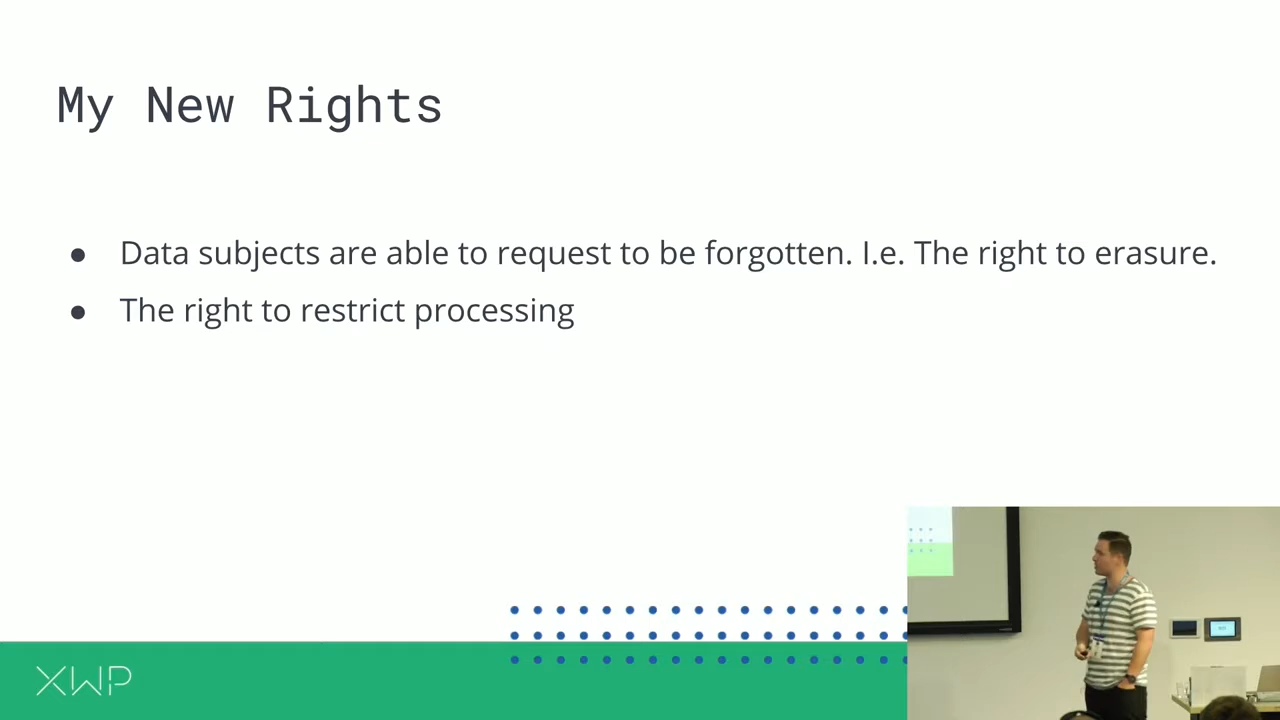 My New Rights
● Data subjects are able to request to be forgotten. I.e. The right to erasure.
● The right to restrict processing
XWP